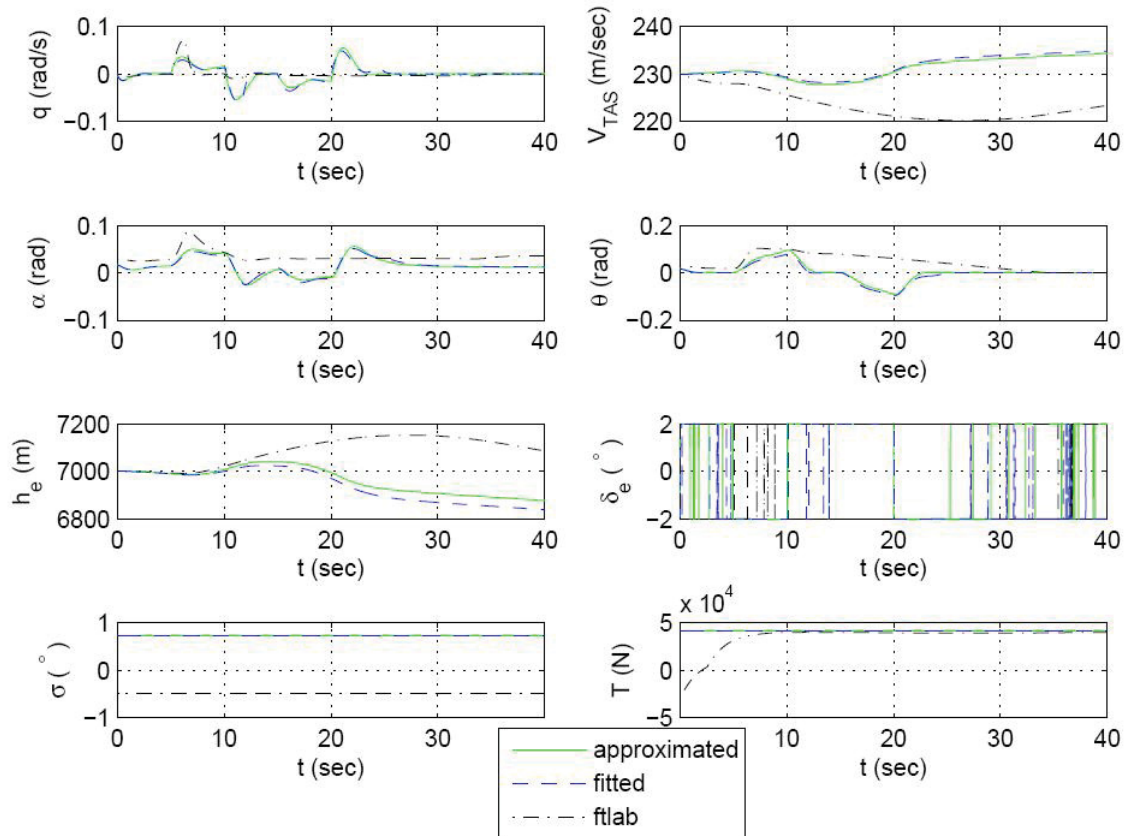 0.1
0
−0.1
q (rad/s)
0 10 20 30 40
t (sec)
240
230
220
V_TAS (m/sec)
0 10 20 30 40
t (sec)
0.1
0
−0.1
α (rad)
0 10 20 30 40
t (sec)
0.2
0
−0.2
θ (rad)
0 10 20 30 40
t (sec)
7200
7000
6800
h_e (m)
0 10 20 30 40
t (sec)
2
0
−2
δ_e ( °)
0 10 20 30 40
t (sec)
1
0
−1
σ ( °)
0 10 20 30 40
t (sec)
x 10^4
5
0
−5
T (N)
0 10 20 30 40
t (sec)
approximated
fitted
ftlab